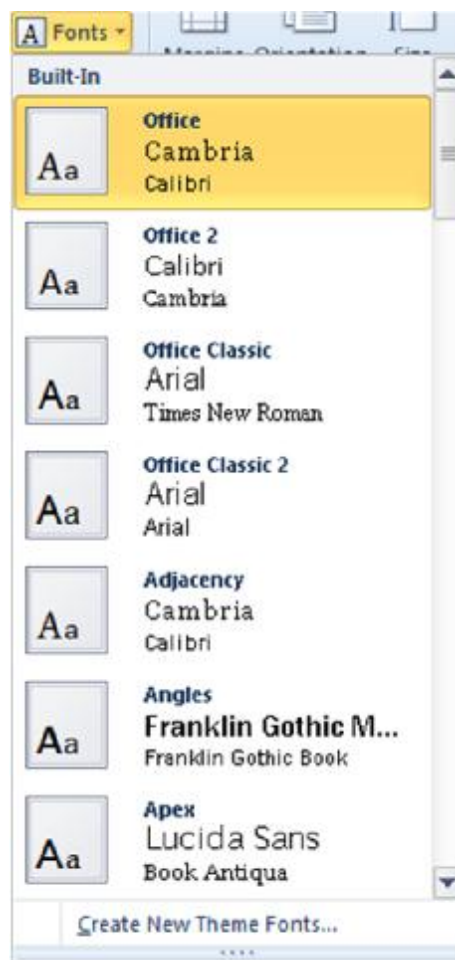 A Fonts
Built-In
Aa
Office
Cambria
Calibri
Aa
Office 2
Calibri
Cambria
Aa
Office Classic
Arial
Times New Roman
Aa
Office Classic 2
Arial
Arial
Aa
Adjacency
Cambria
Calibri
Aa
Angles
Franklin Gothic M...
Franklin Gothic Book
Aa
Apex
Lucida Sans
Book Antiqua
Create New Theme Fonts...